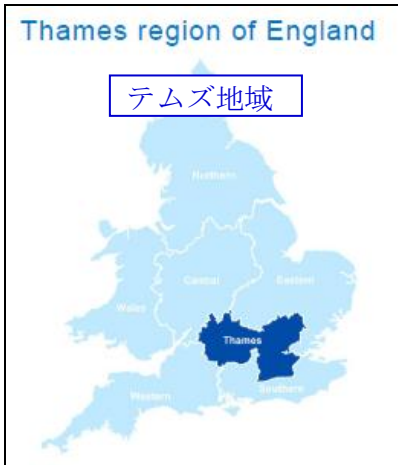 Thames region of England
テムズ地域
Northern
Central
Eastern
Wales
Thames
Western
Southern